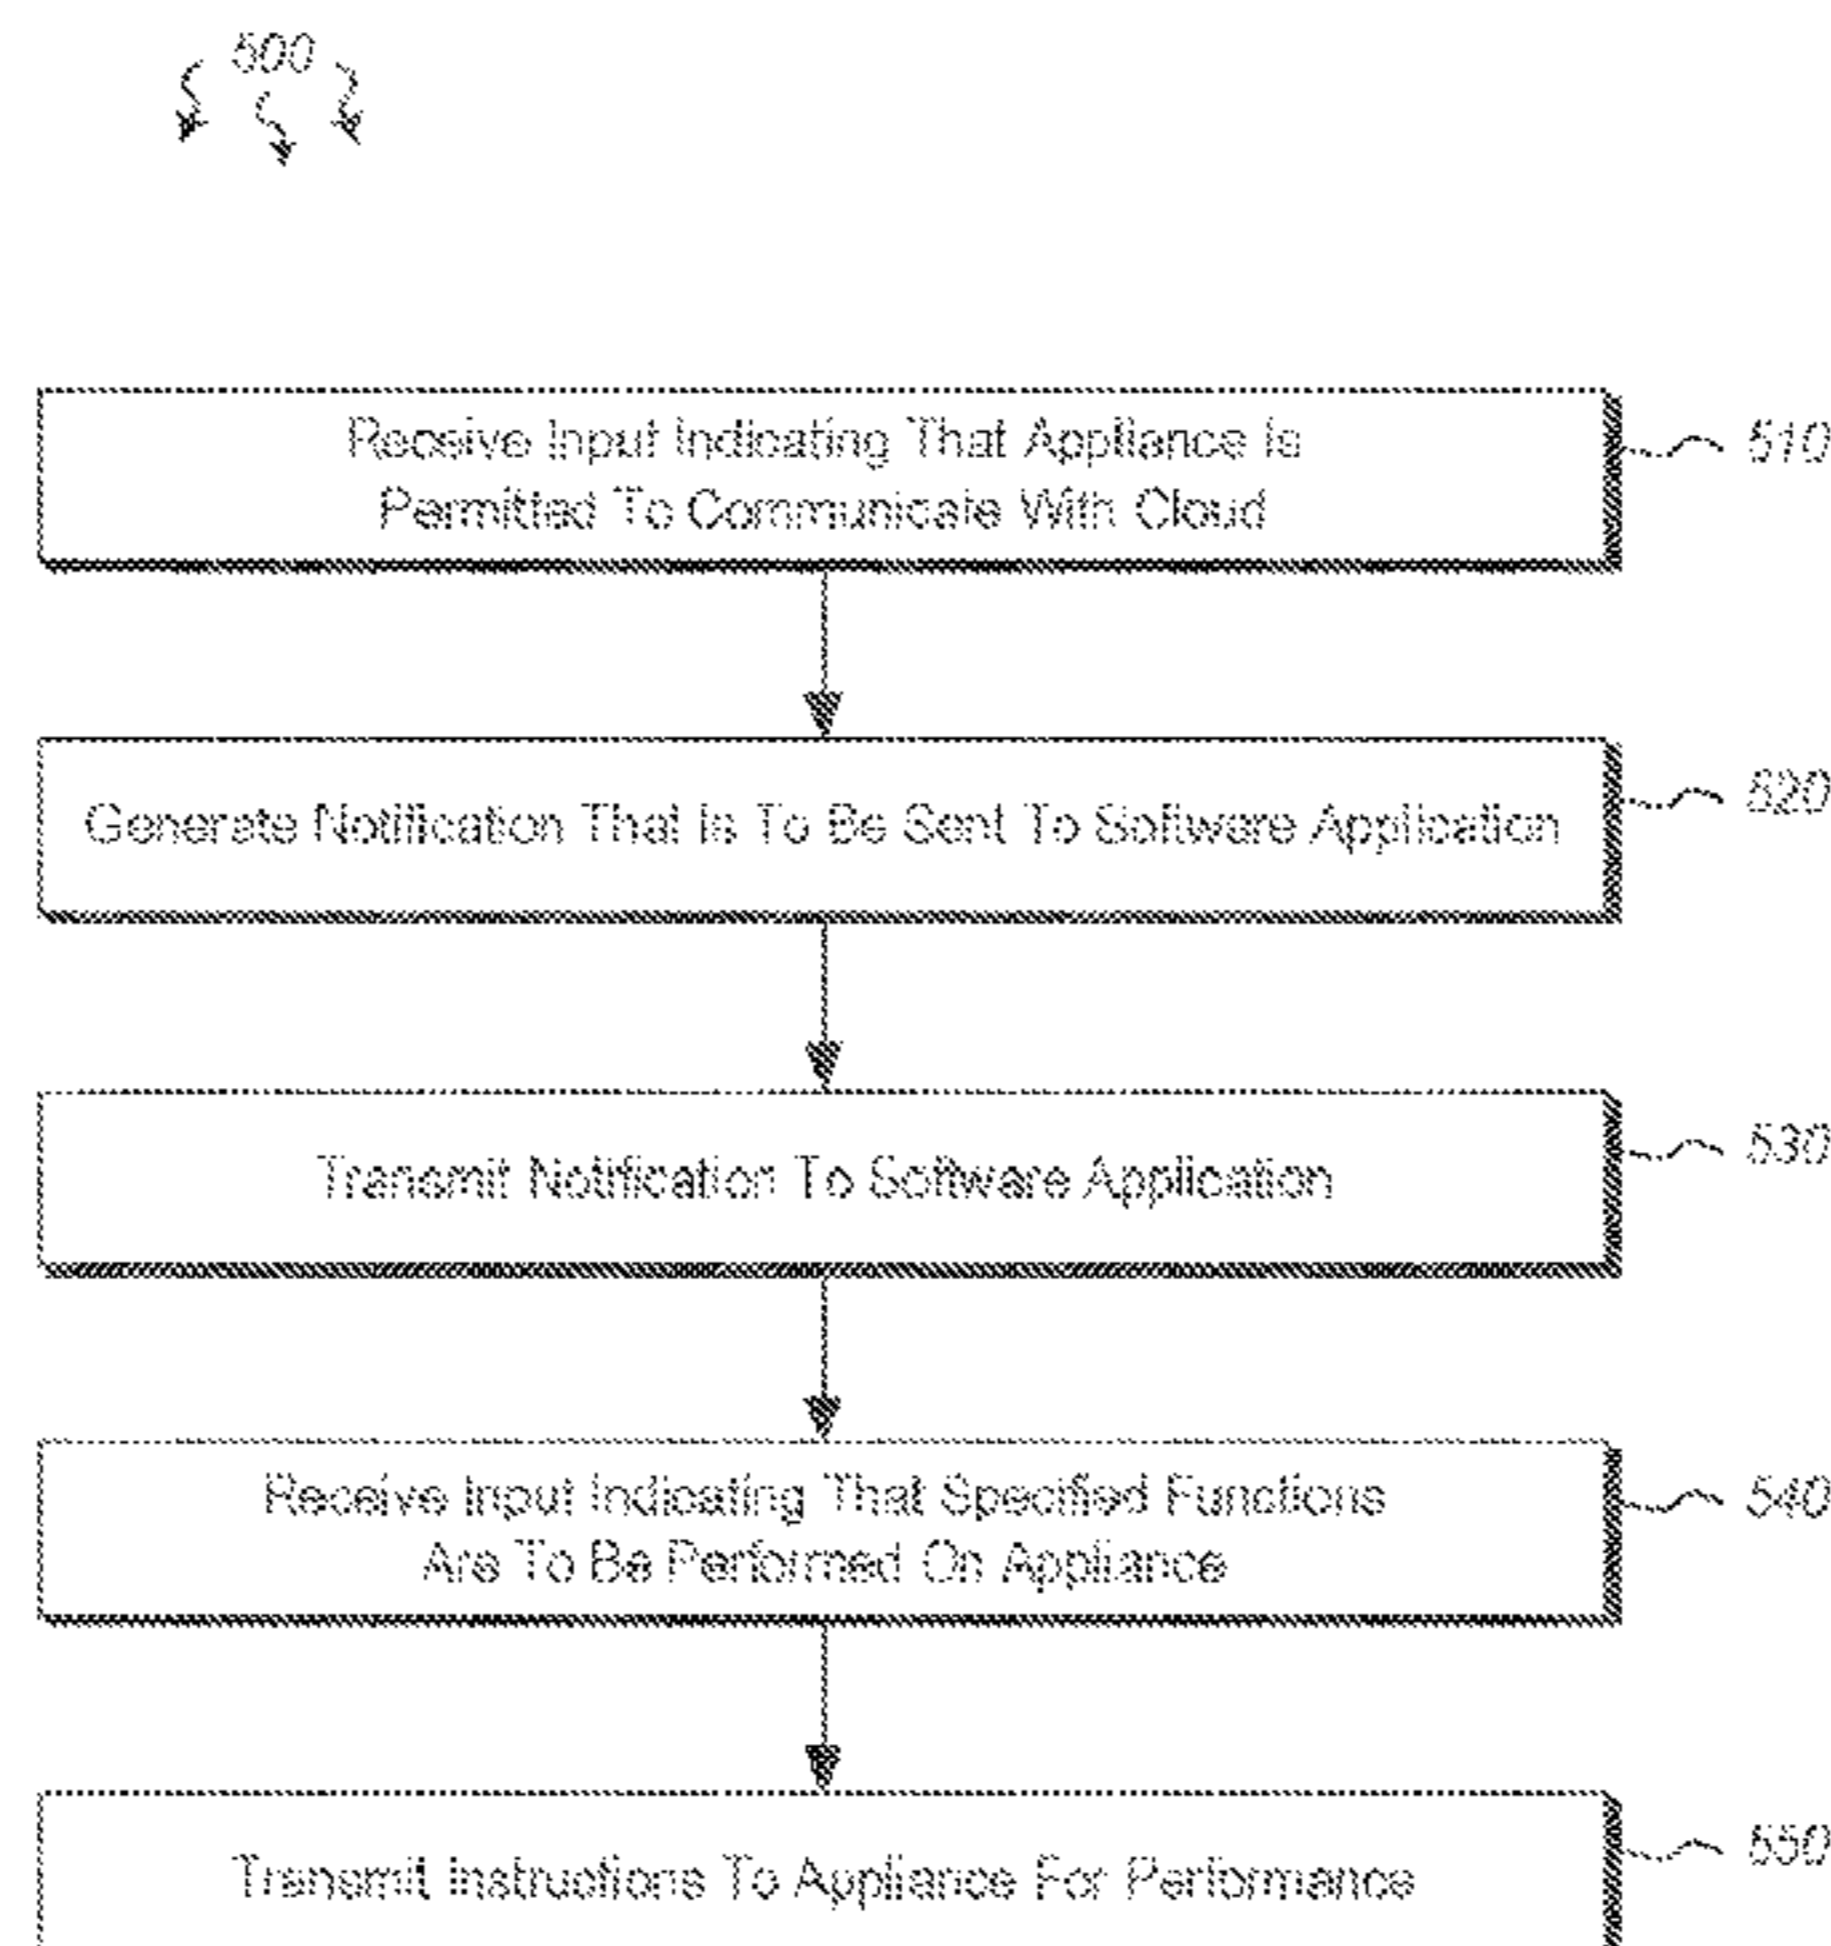 500
Receive Input Indicating That Appliance Is
Permitted To Communicate With Cloud
510
Generate Notification That Is To Be Sent To Software Application
520
Transmit Notification To Software Application
530
Receive Input Indicating That Specified Functions
Are To Be Performed On Appliance
540
Transmit Instructions To Appliance For Performance
550